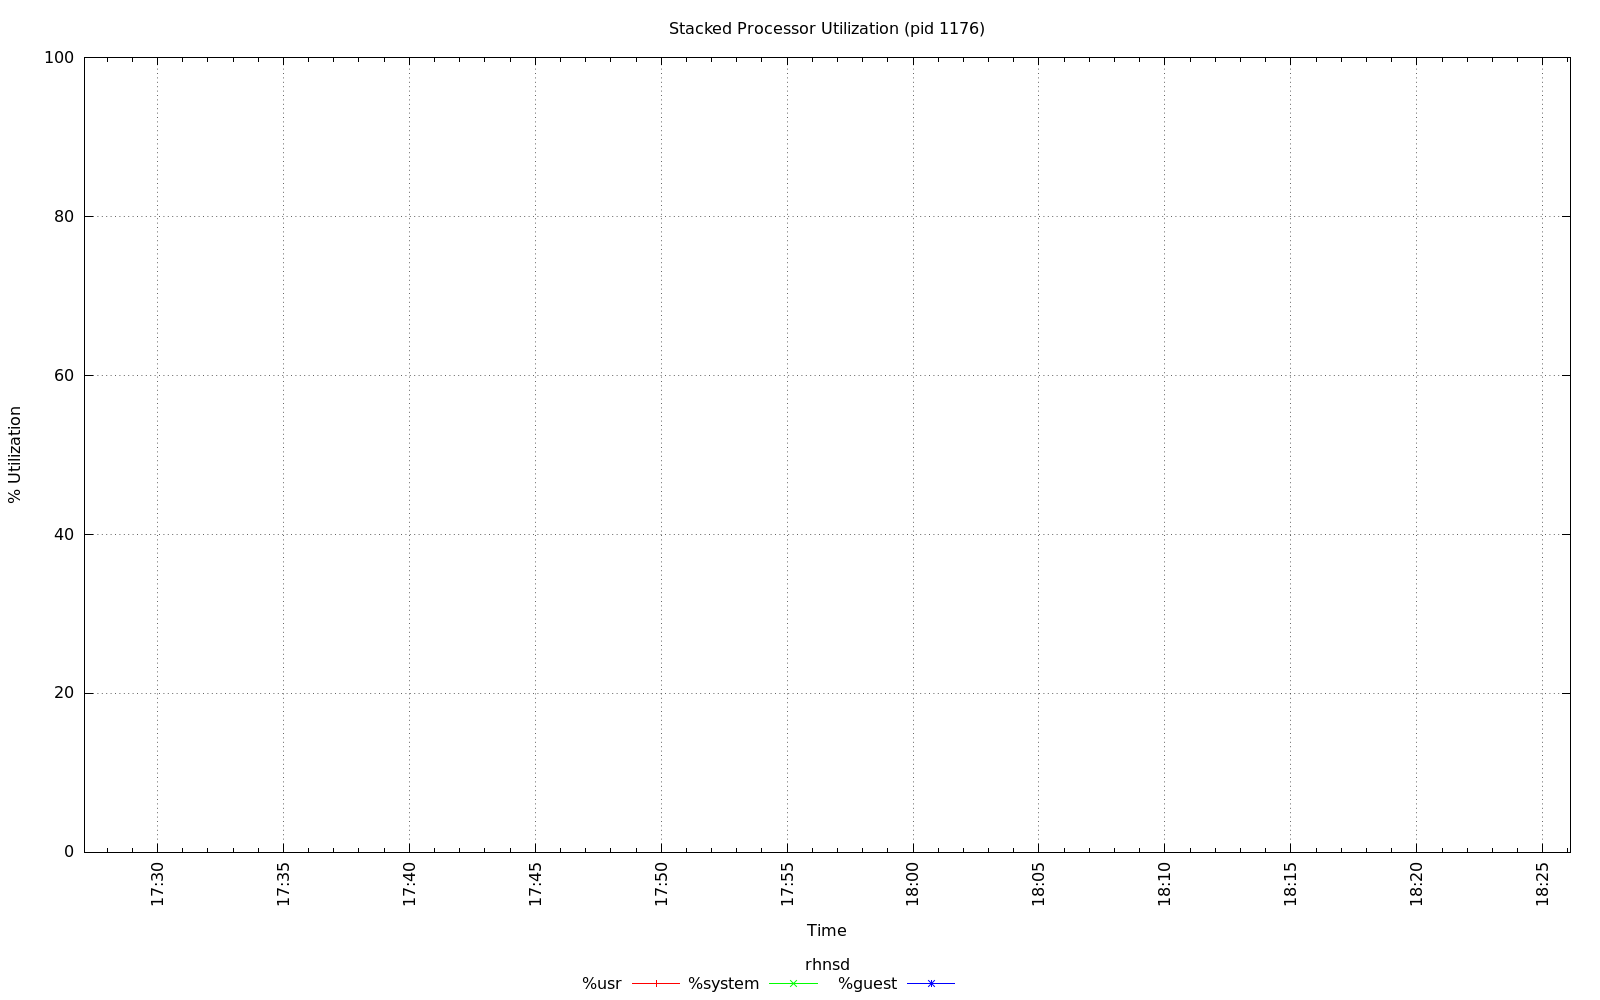 Stacked Processor Utilization (pid 1176)
100
80
60
40
20
0
% Utilization
17:30 17:35 17:40 17:45 17:50 17:55 18:00 18:05 18:10 18:15 18:20 18:25
Time
rhnsd
%usr %system %guest